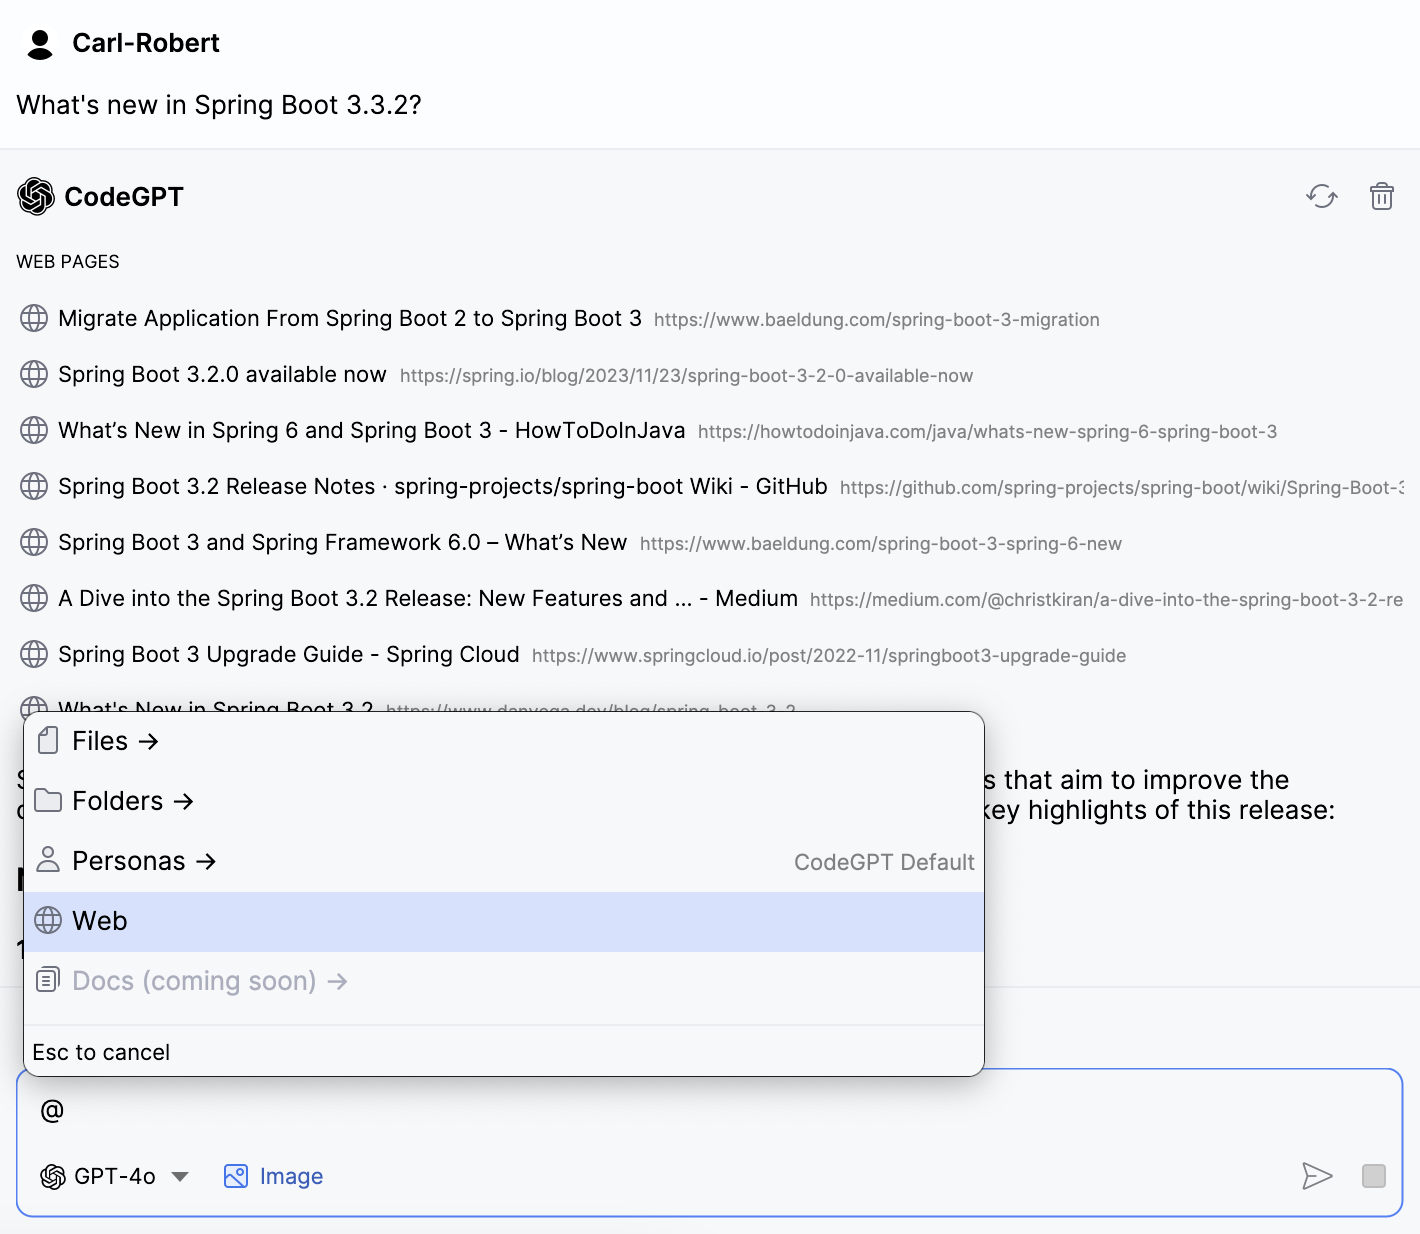 Carl-Robert
What's new in Spring Boot 3.3.2?
CodeGPT
WEB PAGES
Migrate Application From Spring Boot 2 to Spring Boot 3 https://www.baeldung.com/spring-boot-3-migration
Spring Boot 3.2.0 available now https://spring.io/blog/2023/11/23/spring-boot-3-2-0-available-now
What’s New in Spring 6 and Spring Boot 3 - HowToDoInJava https://howtodoinjava.com/java/whats-new-spring-6-spring-boot-3
Spring Boot 3.2 Release Notes · spring-projects/spring-boot Wiki - GitHub https://github.com/spring-projects/spring-boot/wiki/Spring-Boot-3
Spring Boot 3 and Spring Framework 6.0 – What’s New https://www.baeldung.com/spring-boot-3-spring-6-new
A Dive into the Spring Boot 3.2 Release: New Features and ... - Medium https://medium.com/@christkiran/a-dive-into-the-spring-boot-3-2-re
Spring Boot 3 Upgrade Guide - Spring Cloud https://www.springcloud.io/post/2022-11/springboot3-upgrade-guide
What's New in Spring Boot 3.2 https://www.danvega.dev/blog/spring-boot-3-2
s that aim to improve the
key highlights of this release:
Files →
Folders →
Personas → CodeGPT Default
Web
Docs (coming soon) →
Esc to cancel
@
GPT-4o Image